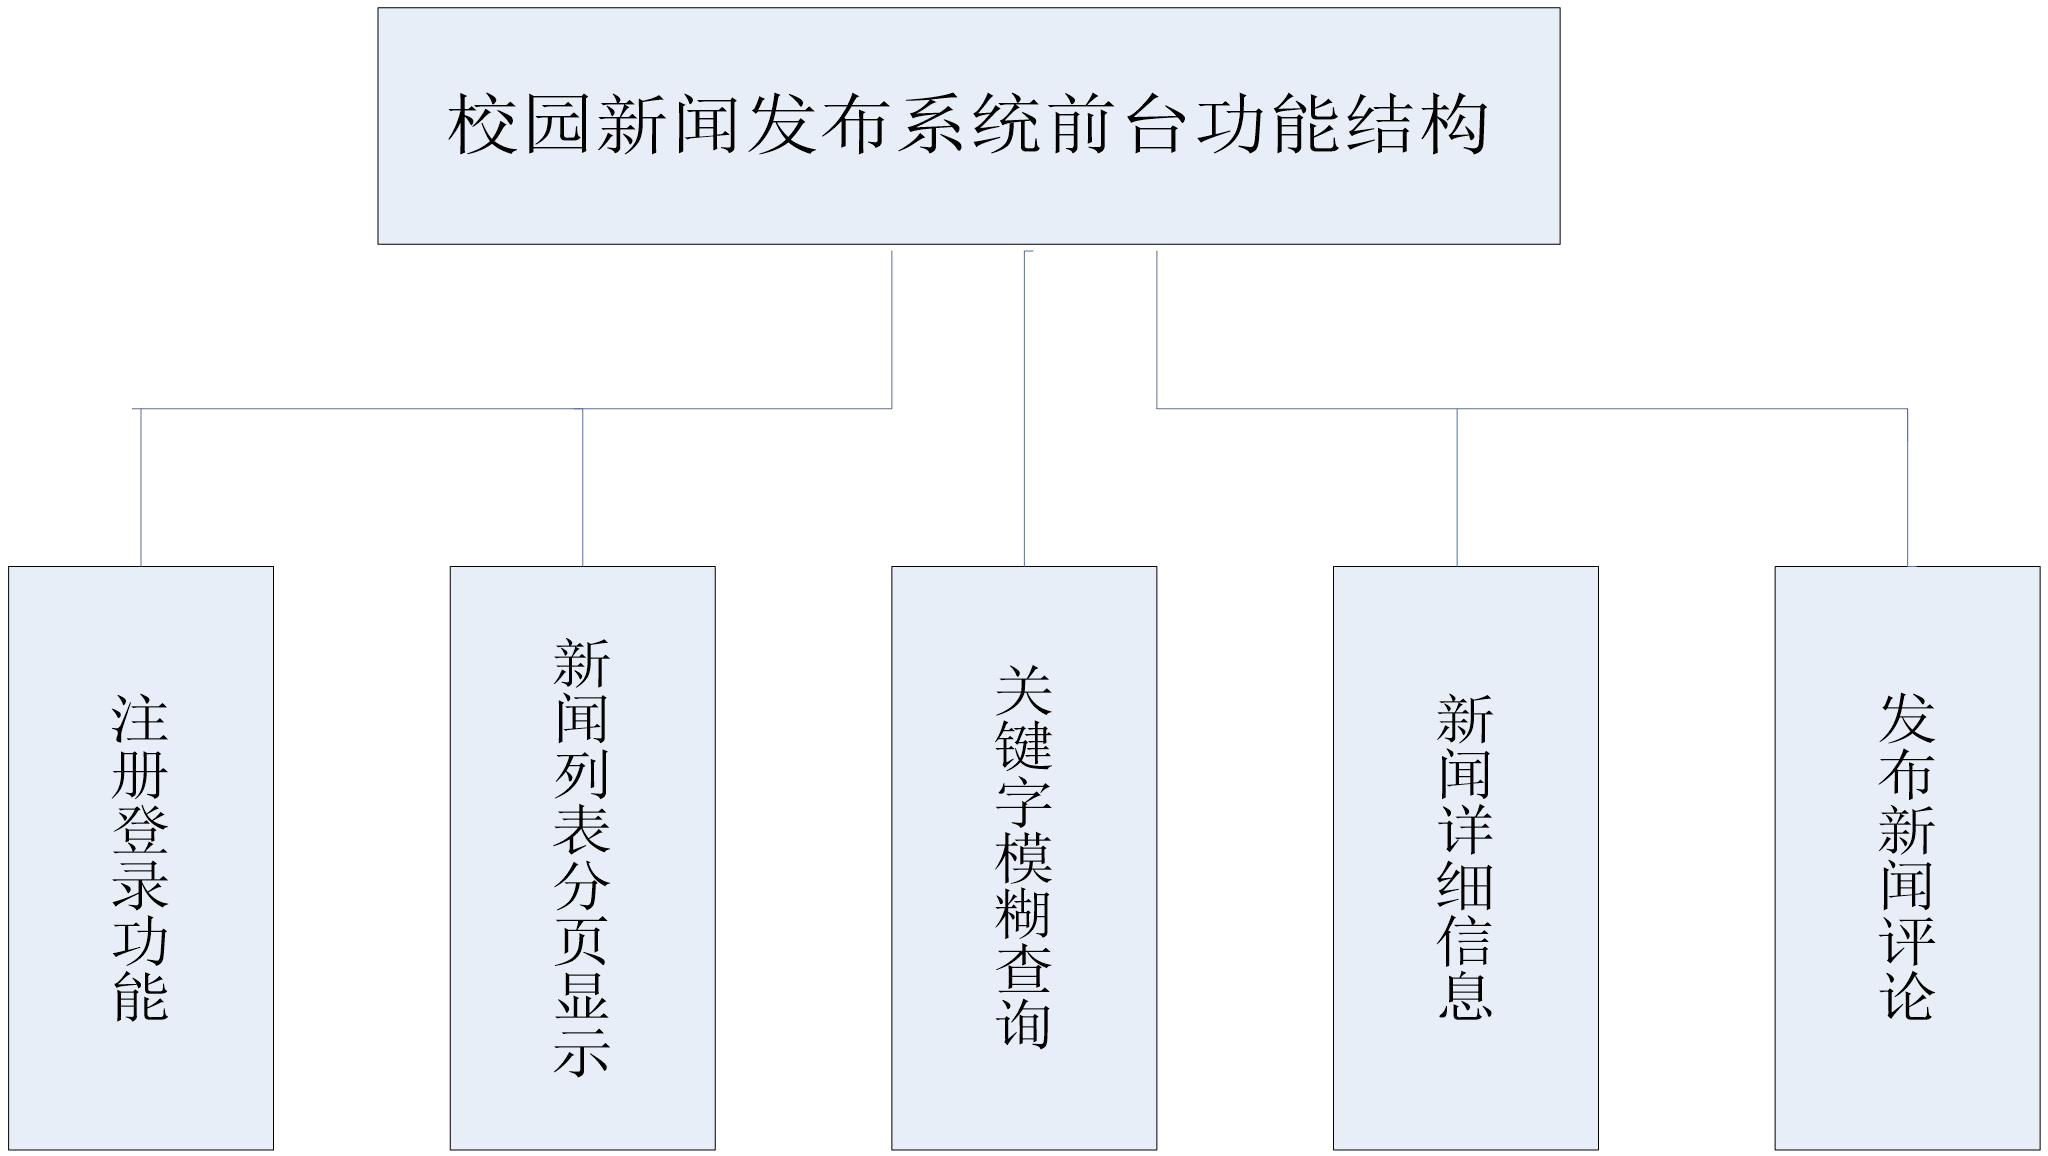 校园新闻发布系统前台功能结构
注册登录功能
新闻列表分页显示
关键字模糊查询
新闻详细信息
发布新闻评论